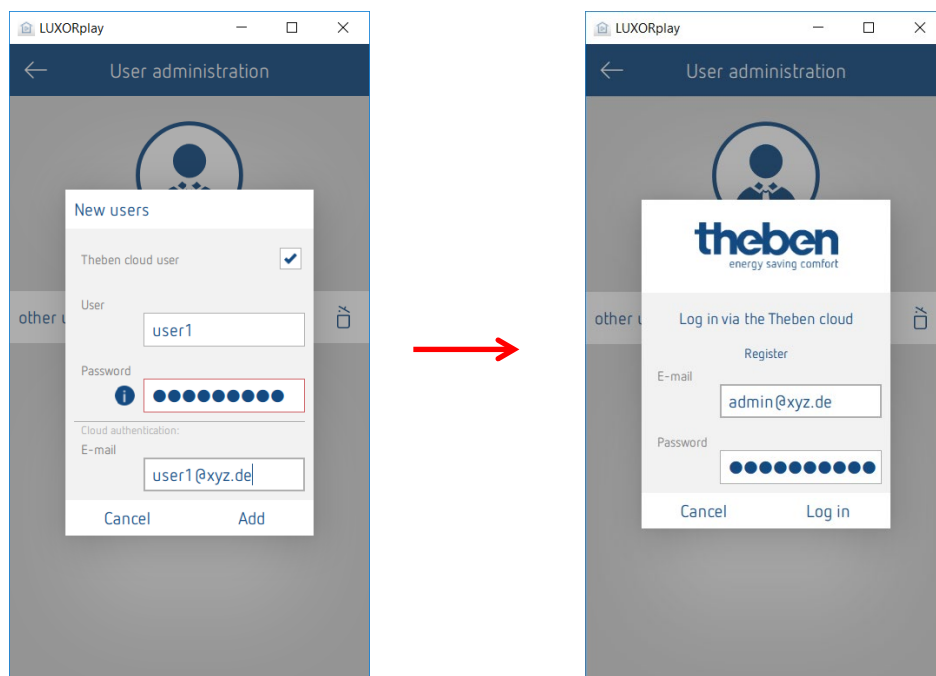 LUXORplay
User administration
New users
Theben cloud user
User
user1
other u
Password
i
●●●●●●●●●
Cloud authentication:
E-mail
user1@xyz.de
Cancel Add
LUXORplay
User administration
theben
energy saving comfort
other u
Log in via the Theben cloud
Register
E-mail
admin@xyz.de
Password
●●●●●●●●●●
Cancel Log in